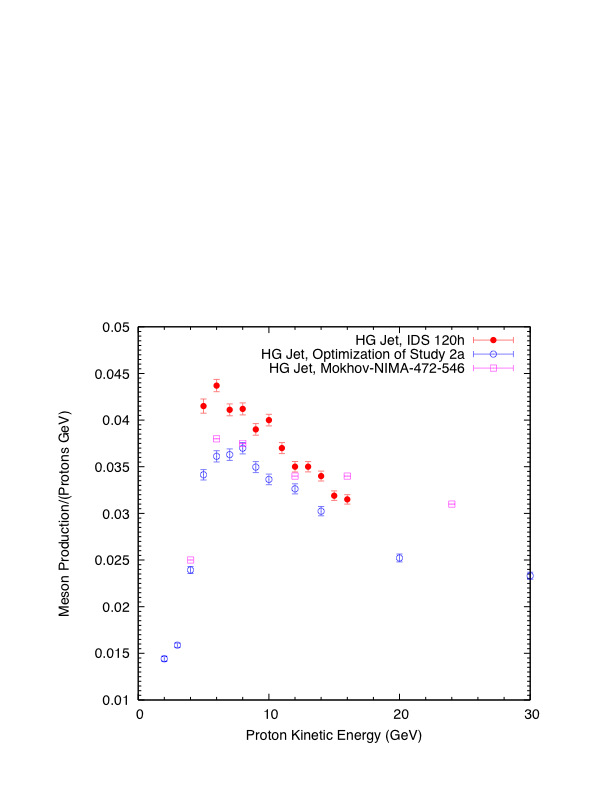 0.05
0.045
0.04
0.035
0.03
0.025
0.02
0.015
0.01
Meson Production/(Protons GeV)
HG Jet, IDS 120h
HG Jet, Optimization of Study 2a
HG Jet, Mokhov-NIMA-472-546
0 10 20 30
Proton Kinetic Energy (GeV)